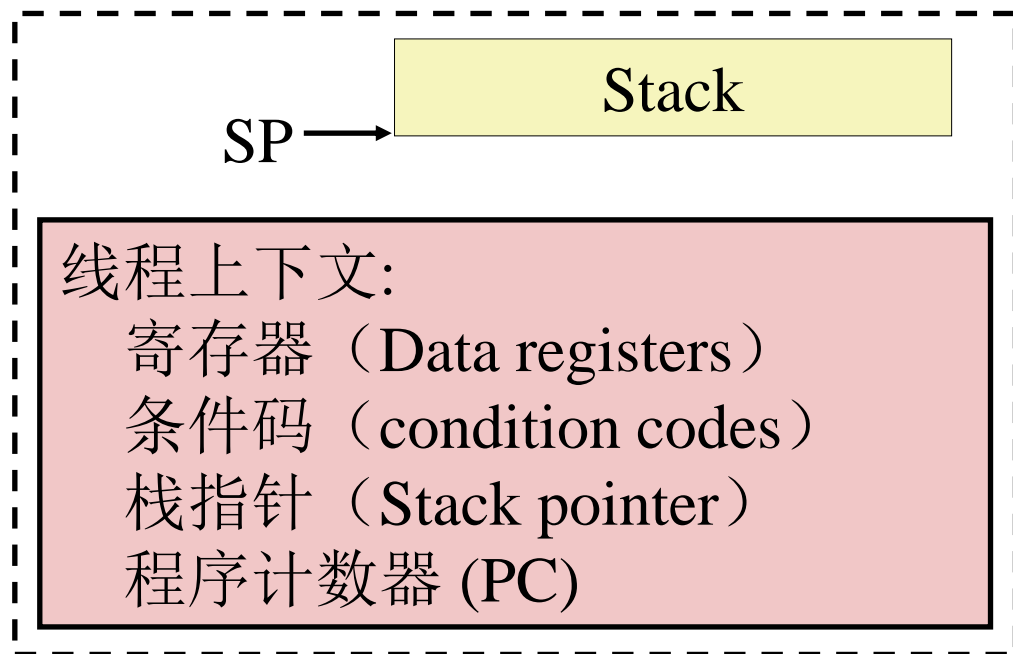 Stack
SP
线程上下文:
寄存器（Data registers）
条件码（condition codes）
栈指针（Stack pointer）
程序计数器 (PC)